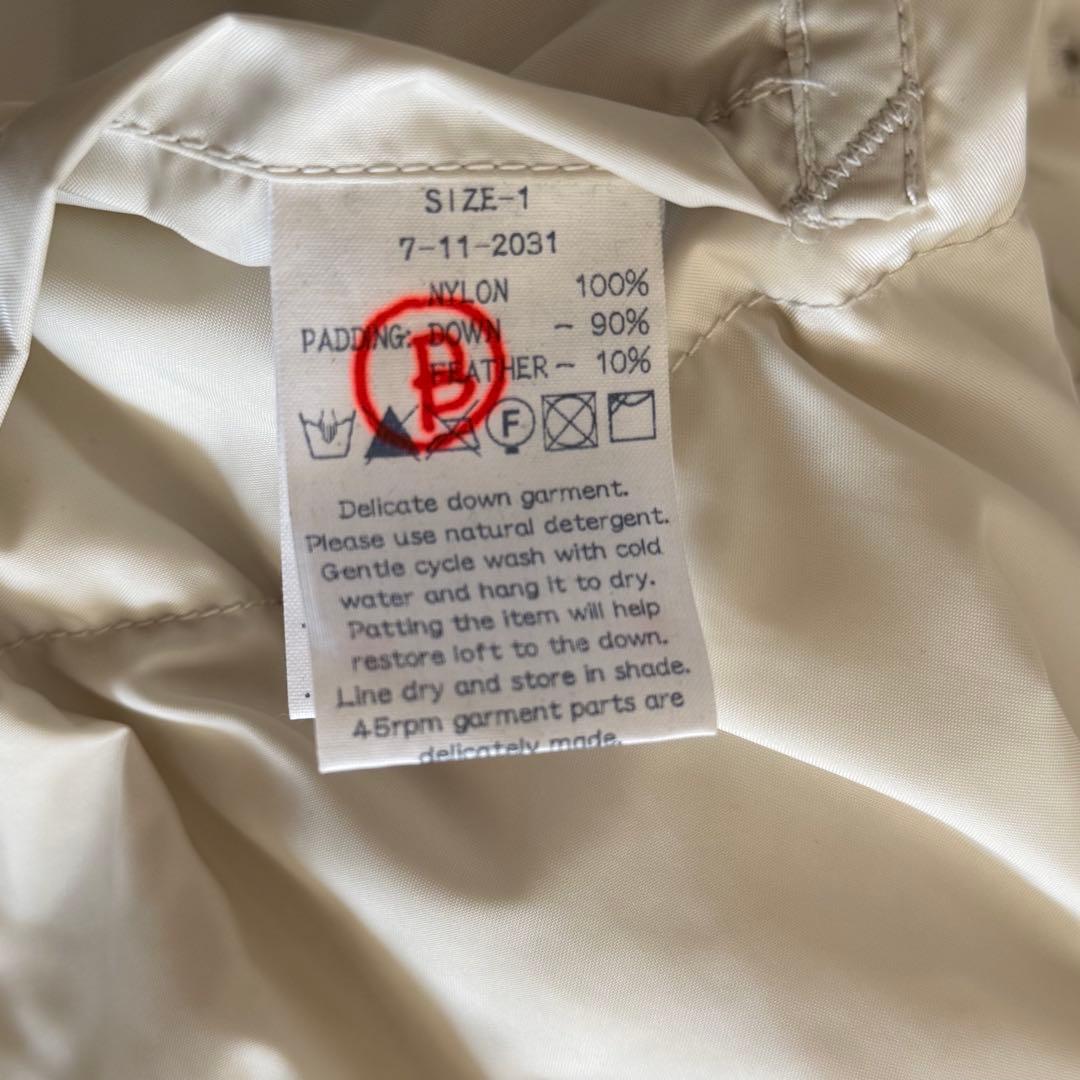 SIZE-1
7-11-2031
NYLON 100%
PADDING: DOWN - 90%
FEATHER - 10%
F
Delicate down garment.
Please use natural detergent.
Gentle cycle wash with cold
water and hang it to dry.
Patting the item will help
restore loft to the down.
Line dry and store in shade.
45rpm garment parts are
delicately made.